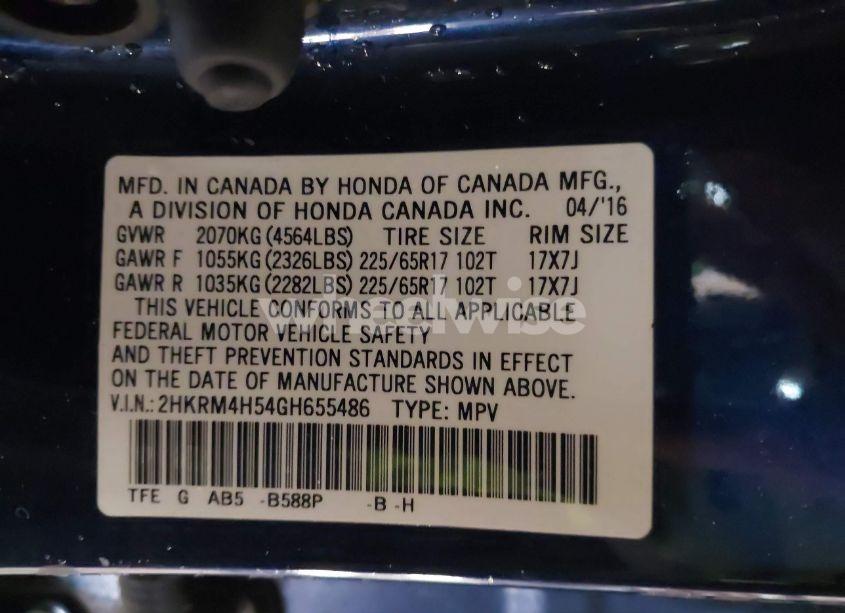 MFD. IN CANADA BY HONDA OF CANADA MFG.,
A DIVISION OF HONDA CANADA INC. 04/'16
GVWR 2070KG (4564LBS) TIRE SIZE RIM SIZE
GAWR F 1055KG (2326LBS) 225/65R17 102T 17X7J
GAWR R 1035KG (2282LBS) 225/65R17 102T 17X7J
THIS VEHICLE CONFORMS TO ALL APPLICABLE
wheelwise
FEDERAL MOTOR VEHICLE SAFETY
AND THEFT PREVENTION STANDARDS IN EFFECT
ON THE DATE OF MANUFACTURE SHOWN ABOVE.
V.I.N.: 2HKRM4H54GH655486 TYPE: MPV
TFE G AB5 -B588P -B -H